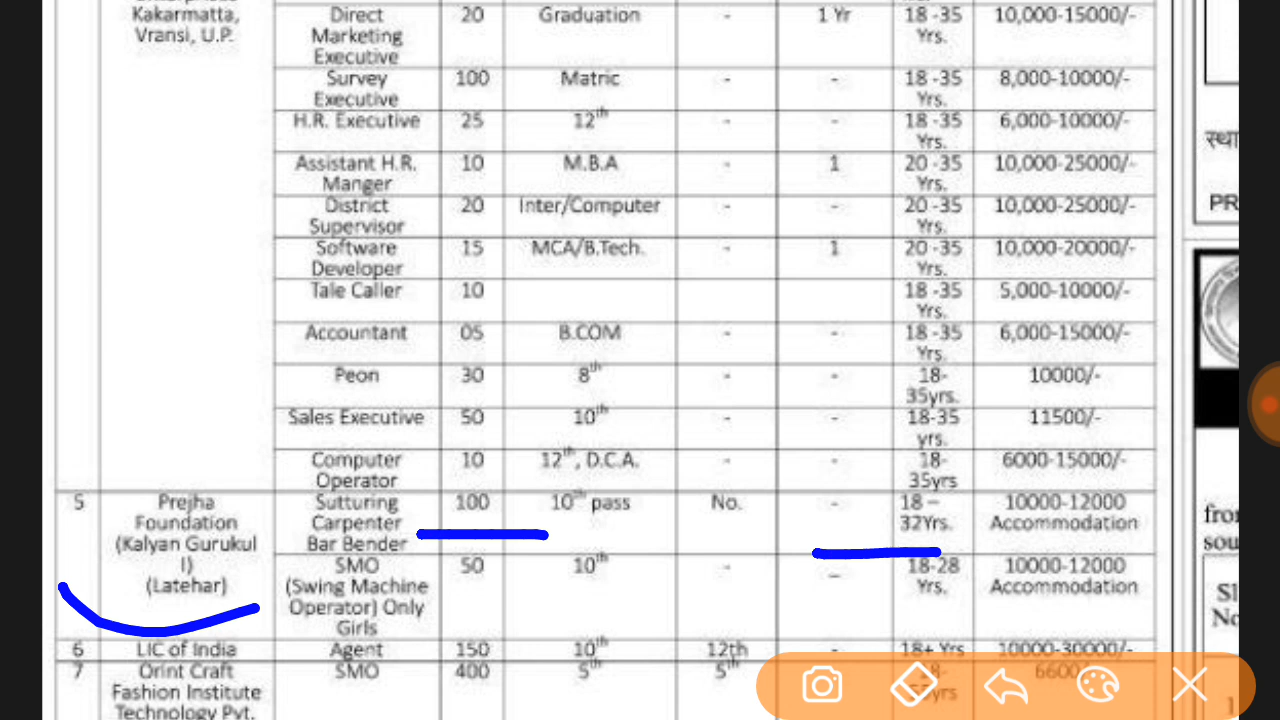 Kakarmatta,
Vransi, U.P.
Direct Marketing Executive 20 Graduation - 1 Yr 18 -35 Yrs. 10,000-15000/-
Survey Executive 100 Matric - - 18 -35 Yrs. 8,000-10000/-
H.R. Executive 25 12th - - 18 -35 Yrs. 6,000-10000/-
Assistant H.R. Manger 10 M.B.A - 1 20 -35 Yrs. 10,000-25000/-
District Supervisor 20 Inter/Computer - - 20 -35 Yrs. 10,000-25000/-
Software Developer 15 MCA/B.Tech. - 1 20 -35 Yrs. 10,000-20000/-
Tale Caller 10 18 -35 Yrs. 5,000-10000/-
Accountant 05 B.COM - - 18 -35 Yrs. 6,000-15000/-
Peon 30 8th - - 18-35yrs. 10000/-
Sales Executive 50 10th - - 18-35 yrs. 11500/-
Computer Operator 10 12th, D.C.A. - - 18-35yrs 6000-15000/-
5 Prejha Foundation (Kalyan Gurukul I) (Latehar) Sutturing Carpenter Bar Bender 100 10th pass No. - 18 – 32Yrs. 10000-12000 Accommodation
SMO (Swing Machine Operator) Only Girls 50 10th - _ 18-28 Yrs. 10000-12000 Accommodation
6 LIC of India Agent 150 10th 12th - 18+ Yrs 10000-30000/-
7 Orint Craft Fashion Institute Technology Pvt. SMO 400 5th 5th
स्था
PR